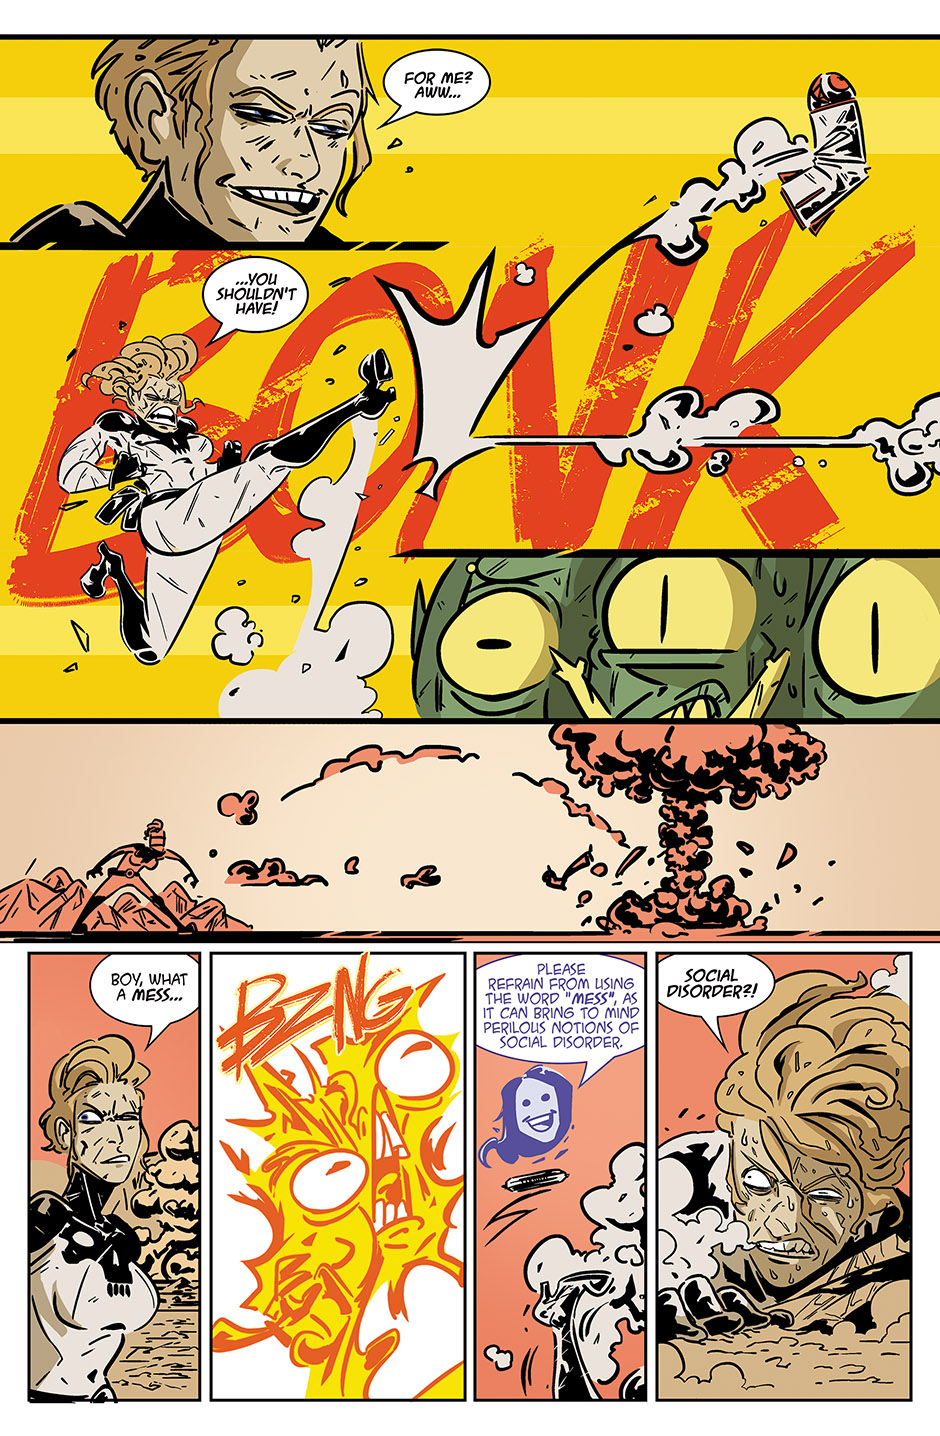 FOR ME?
AWW...
...YOU
SHOULDN'T
HAVE!
BONK
BOY, WHAT
A MESS...
BZNG
PLEASE
REFRAIN FROM USING
THE WORD "MESS", AS
IT CAN BRING TO MIND
PERILOUS NOTIONS OF
SOCIAL DISORDER.
SOCIAL
DISORDER?!